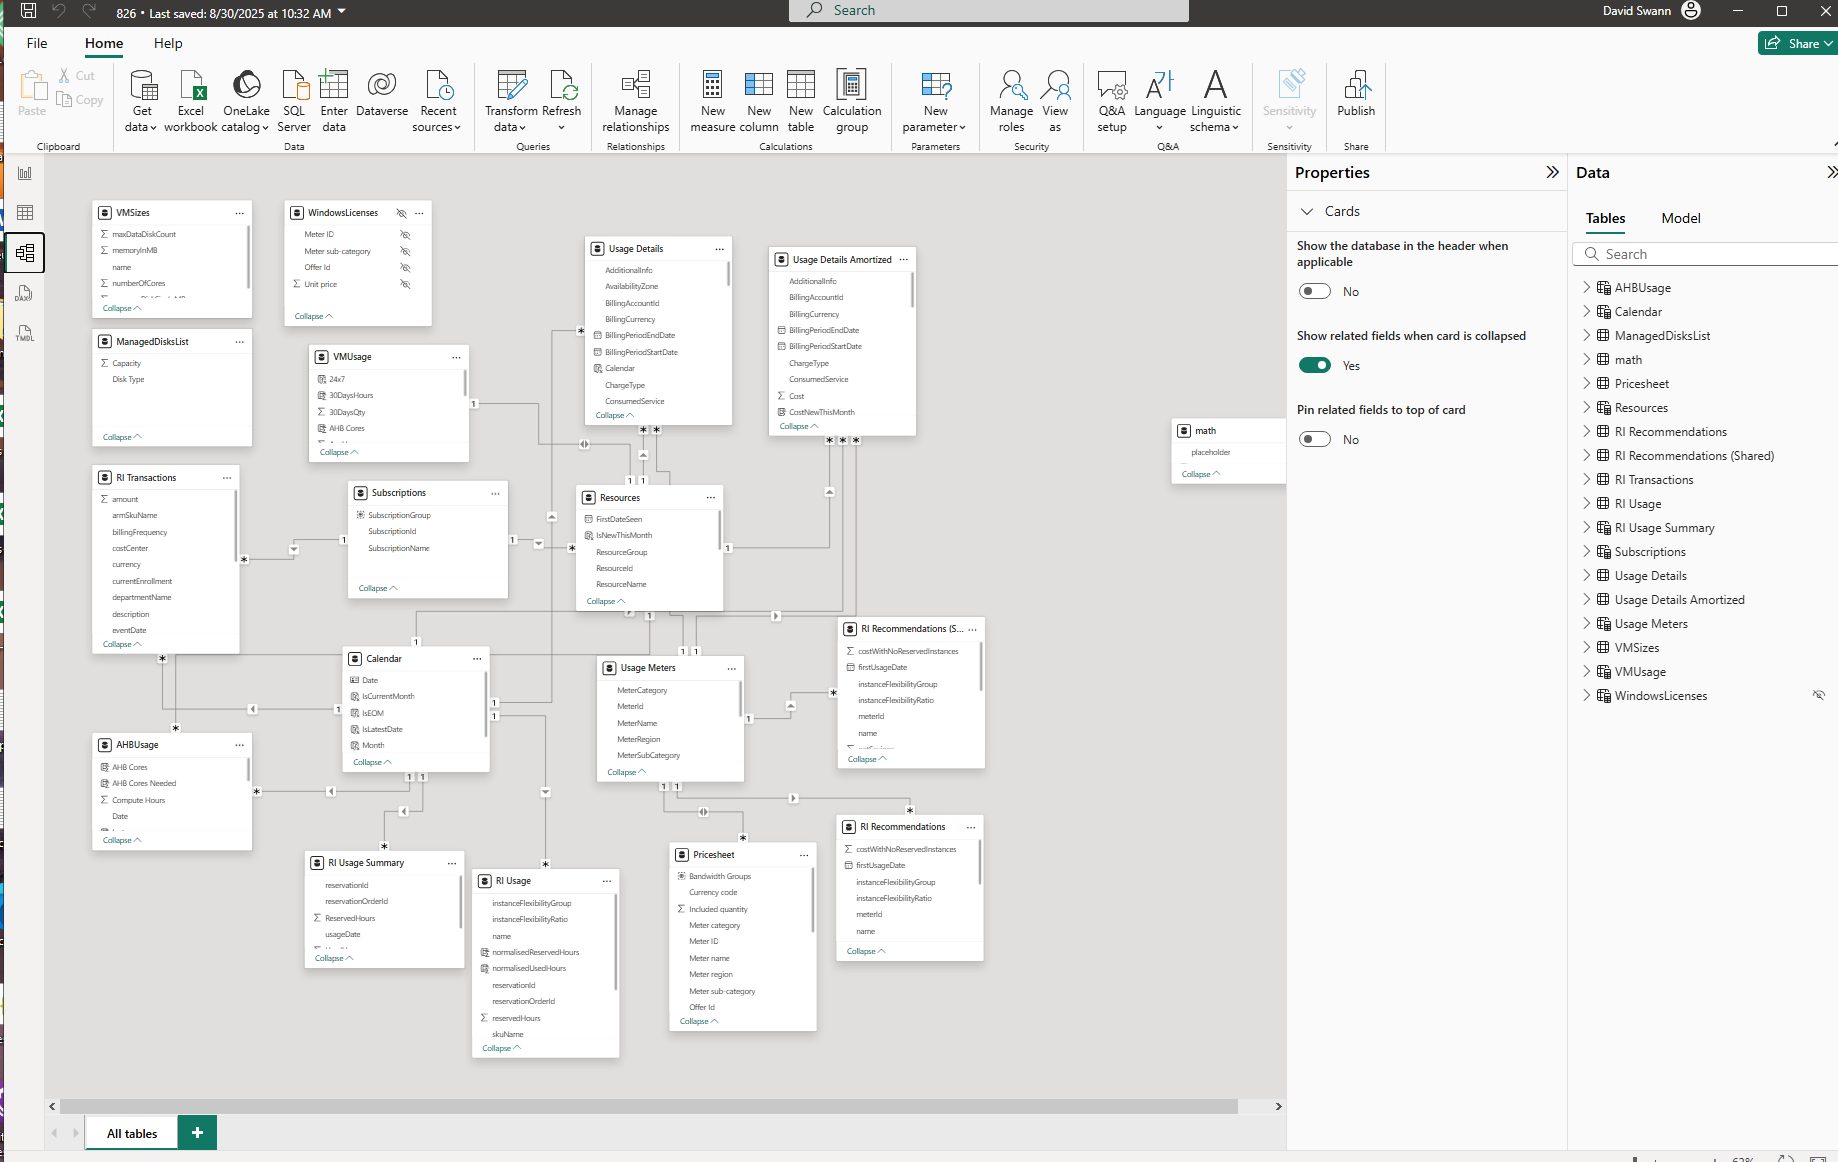 826 • Last saved: 8/30/2025 at 10:32 AM
Search
David Swann
File
Home
Help
Share
Paste
Cut
Copy
Clipboard
Get data
Excel workbook
OneLake catalog
SQL Server
Enter data
Dataverse
Recent sources
Data
Transform data
Refresh
Queries
Manage relationships
Relationships
New measure
New column
New table
Calculation group
Calculations
New parameter
Parameters
Manage roles
View as
Security
Q&A setup
Language
Linguistic schema
Q&A
Sensitivity
Sensitivity
Publish
Share
DAX
TMDL
VMSizes
maxDataDiskCount
memoryInMB
name
numberOfCores
Collapse
WindowsLicenses
Meter ID
Meter sub-category
Offer Id
Unit price
Collapse
Usage Details
AdditionalInfo
AvailabilityZone
BillingAccountId
BillingCurrency
BillingPeriodEndDate
BillingPeriodStartDate
Calendar
ChargeType
ConsumedService
Collapse
Usage Details Amortized
AdditionalInfo
BillingAccountId
BillingCurrency
BillingPeriodEndDate
BillingPeriodStartDate
ChargeType
ConsumedService
Cost
CostNewThisMonth
Collapse
ManagedDisksList
Capacity
Disk Type
Collapse
VMUsage
24x7
30DaysHours
30DaysQty
AHB Cores
Collapse
math
placeholder
Collapse
RI Transactions
amount
armSkuName
billingFrequency
costCenter
currency
currentEnrollment
departmentName
description
eventDate
Collapse
Subscriptions
SubscriptionGroup
SubscriptionId
SubscriptionName
Collapse
Resources
FirstDateSeen
IsNewThisMonth
ResourceGroup
ResourceId
ResourceName
Collapse
Calendar
Date
IsCurrentMonth
IsEOM
IsLatestDate
Month
Collapse
Usage Meters
MeterCategory
MeterId
MeterName
MeterRegion
MeterSubCategory
Collapse
RI Recommendations (S...
costWithNoReservedInstances
firstUsageDate
instanceFlexibilityGroup
instanceFlexibilityRatio
meterId
name
Collapse
AHBUsage
AHB Cores
AHB Cores Needed
Compute Hours
Date
Collapse
RI Usage Summary
reservationId
reservationOrderId
ReservedHours
usageDate
Collapse
RI Usage
instanceFlexibilityGroup
instanceFlexibilityRatio
name
normalisedReservedHours
normalisedUsedHours
reservationId
reservationOrderId
reservedHours
skuName
Collapse
Pricesheet
Bandwidth Groups
Currency code
Included quantity
Meter category
Meter ID
Meter name
Meter region
Meter sub-category
Offer Id
Collapse
RI Recommendations
costWithNoReservedInstances
firstUsageDate
instanceFlexibilityGroup
instanceFlexibilityRatio
meterId
name
Collapse
All tables
Properties
Cards
Show the database in the header when
applicable
No
Show related fields when card is collapsed
Yes
Pin related fields to top of card
No
Data
Tables
Model
Search
AHBUsage
Calendar
ManagedDisksList
math
Pricesheet
Resources
RI Recommendations
RI Recommendations (Shared)
RI Transactions
RI Usage
RI Usage Summary
Subscriptions
Usage Details
Usage Details Amortized
Usage Meters
VMSizes
VMUsage
WindowsLicenses